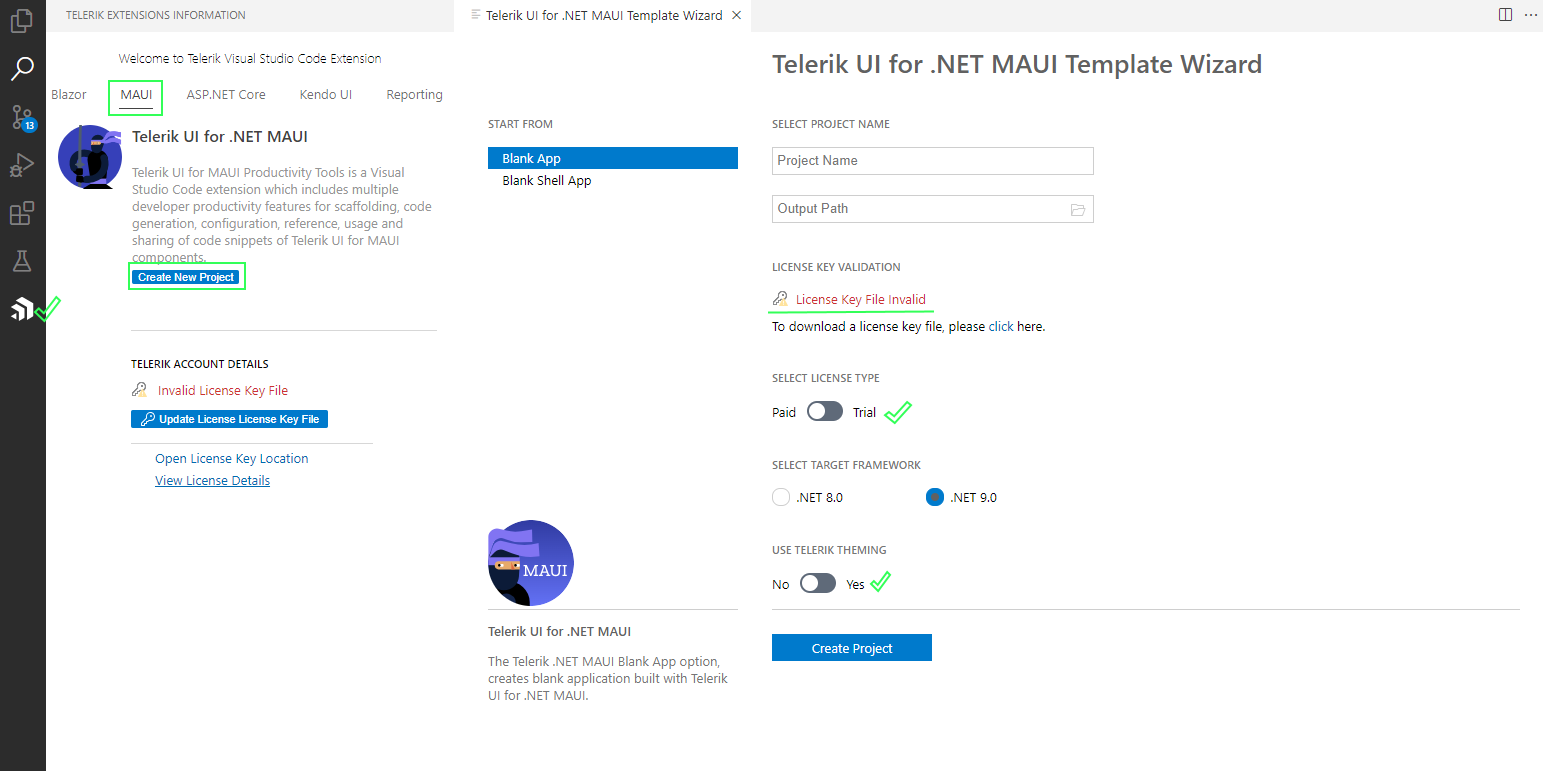 TELERIK EXTENSIONS INFORMATION
Telerik UI for .NET MAUI Template Wizard
Welcome to Telerik Visual Studio Code Extension
Blazor
MAUI
ASP.NET Core
Kendo UI
Reporting
13
Telerik UI for .NET MAUI
Telerik UI for MAUI Productivity Tools is a Visual
Studio Code extension which includes multiple
developer productivity features for scaffolding, code
generation, configuration, reference, usage and
sharing of code snippets of Telerik UI for MAUI
components.
Create New Project
TELERIK ACCOUNT DETAILS
Invalid License Key File
Update License License Key File
Open License Key Location
View License Details
START FROM
Blank App
Blank Shell App
MAUI
Telerik UI for .NET MAUI
The Telerik .NET MAUI Blank App option,
creates blank application built with Telerik
UI for .NET MAUI.
Telerik UI for .NET MAUI Template Wizard
SELECT PROJECT NAME
Project Name
Output Path
LICENSE KEY VALIDATION
License Key File Invalid
To download a license key file, please click here.
SELECT LICENSE TYPE
Paid
Trial
SELECT TARGET FRAMEWORK
.NET 8.0
.NET 9.0
USE TELERIK THEMING
No
Yes
Create Project